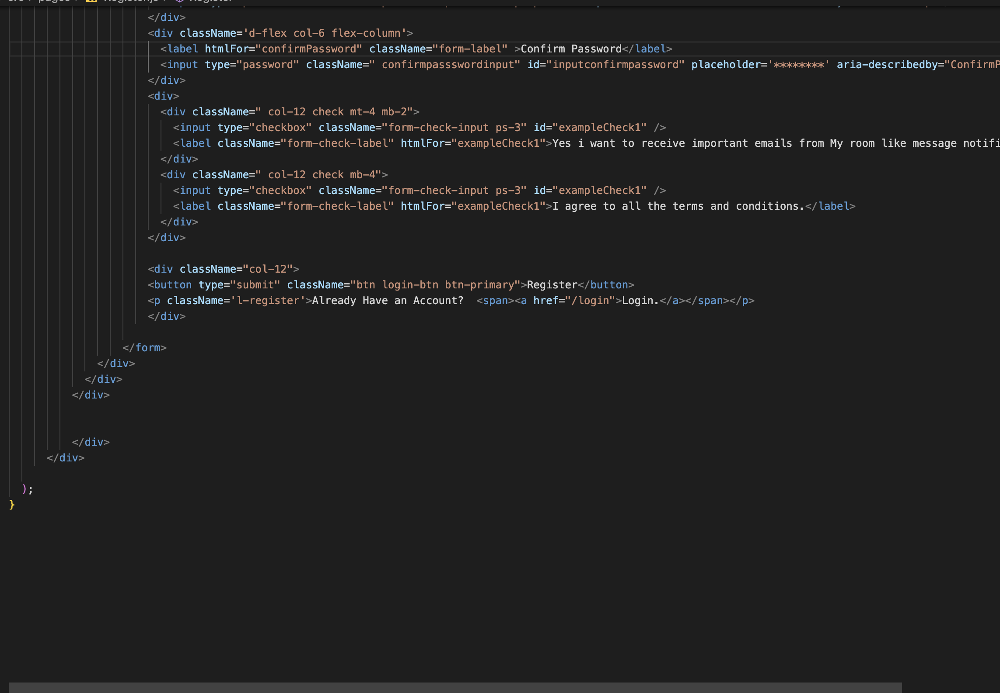 </div>
<div className='d-flex col-6 flex-column'>
<label htmlFor="confirmPassword" className="form-label" >Confirm Password</label>
<input type="password" className=" confirmpassswordinput" id="inputconfirmpassword" placeholder='********' aria-describedby="ConfirmP
</div>
<div>
<div className=" col-12 check mt-4 mb-2">
<input type="checkbox" className="form-check-input ps-3" id="exampleCheck1" />
<label className="form-check-label" htmlFor="exampleCheck1">Yes i want to receive important emails from My room like message notifi
</div>
<div className=" col-12 check mb-4">
<input type="checkbox" className="form-check-input ps-3" id="exampleCheck1" />
<label className="form-check-label" htmlFor="exampleCheck1">I agree to all the terms and conditions.</label>
</div>
</div>
<div className="col-12">
<button type="submit" className="btn login-btn btn-primary">Register</button>
<p className='l-register'>Already Have an Account?  <span><a href="/login">Login.</a></span></p>
</div>
</form>
</div>
</div>
</div>
</div>
</div>
);
}